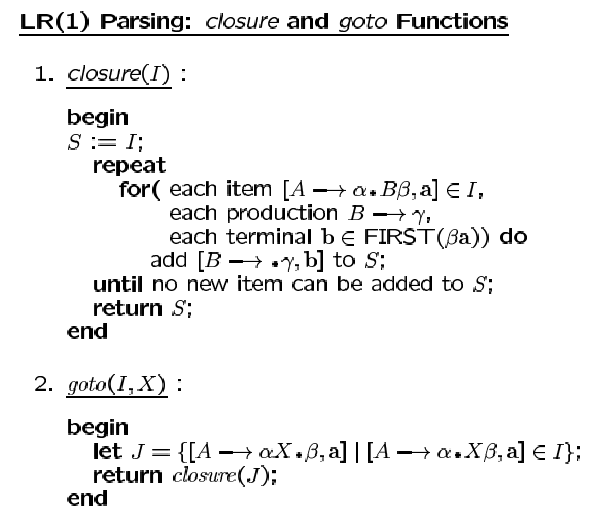 LR(1) Parsing: closure and goto Functions
1. closure(I) :
begin
S := I;
repeat
for( each item [A ⟶ α•Bβ, a] ∈ I,
each production B ⟶ γ,
each terminal b ∈ FIRST(βa)) do
add [B ⟶ •γ, b] to S;
until no new item can be added to S;
return S;
end
2. goto(I, X) :
begin
let J = {[A ⟶ αX•β, a] | [A ⟶ α•Xβ, a] ∈ I};
return closure(J);
end